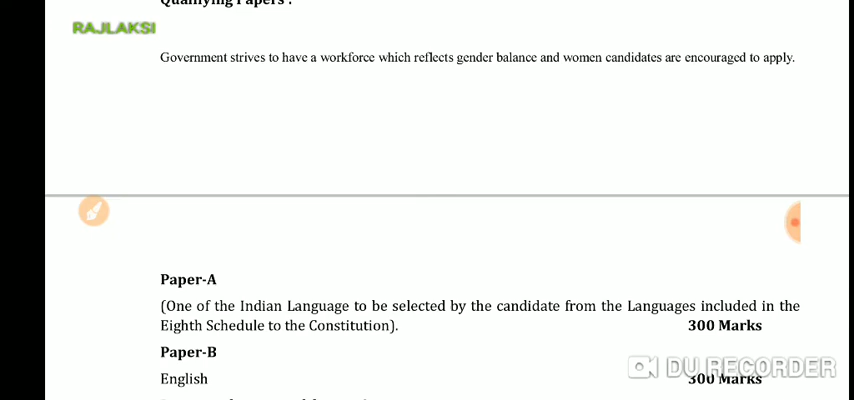 Qualifying Papers :
RAJLAKSI
Government strives to have a workforce which reflects gender balance and women candidates are encouraged to apply.
Paper-A
(One of the Indian Language to be selected by the candidate from the Languages included in the
Eighth Schedule to the Constitution). 300 Marks
Paper-B
DU RECORDER
English 300 Marks